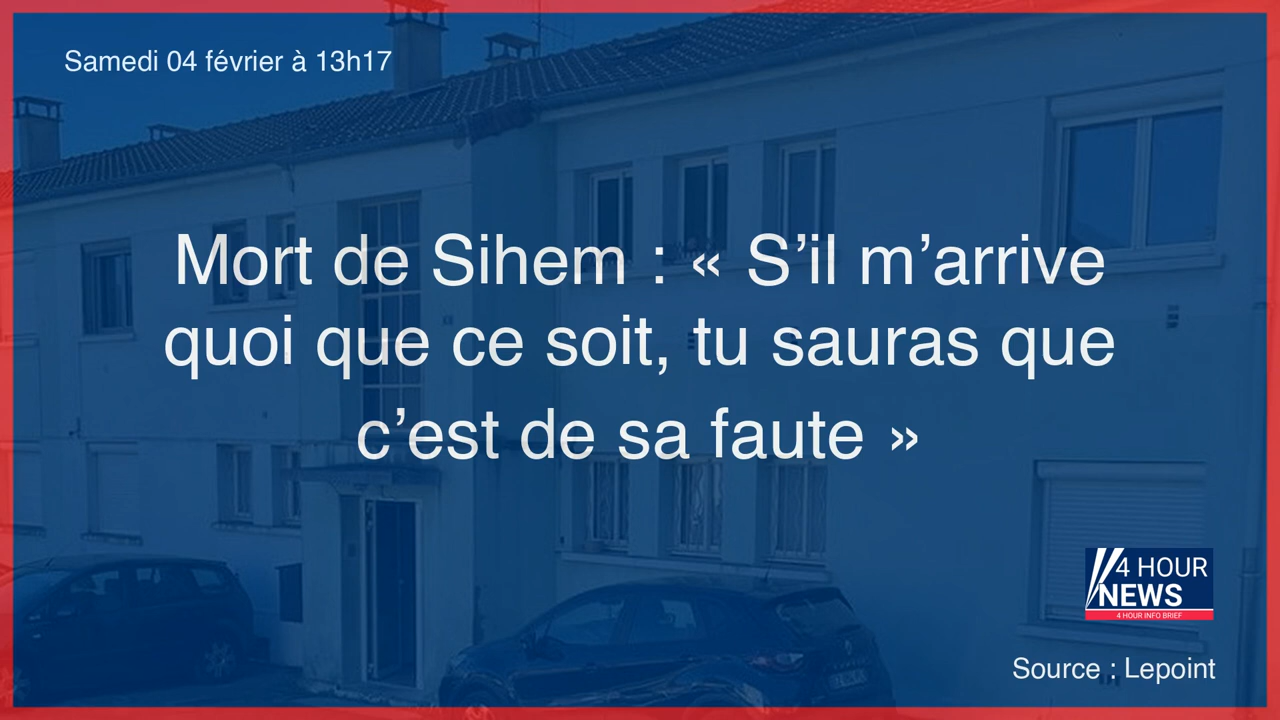 Samedi 04 février à 13h17
Mort de Sihem : « S’il m’arrive
quoi que ce soit, tu sauras que
c’est de sa faute »
4 HOUR
NEWS
4 HOUR INFO BRIEF
Source : Lepoint